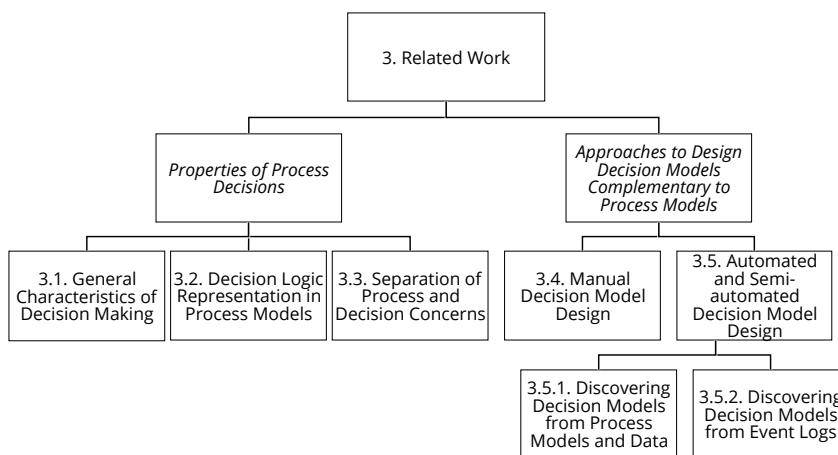 3. Related Work
Properties of Process
Decisions
Approaches to Design
Decision Models
Complementary to
Process Models
3.1. General
Characteristics of
Decision Making
3.2. Decision Logic
Representation in
Process Models
3.3. Separation of
Process and
Decision Concerns
3.4. Manual
Decision Model
Design
3.5. Automated
and Semi-
automated
Decision Model
Design
3.5.1. Discovering
Decision Models
from Process
Models and Data
3.5.2. Discovering
Decision Models
from Event Logs